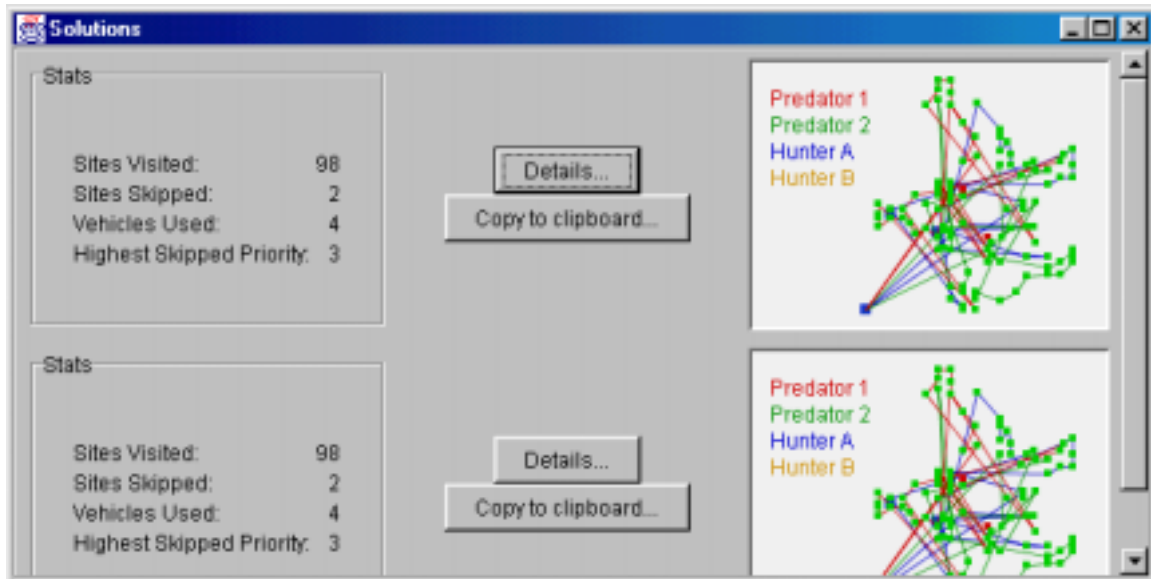 Solutions
Stats
Sites Visited: 98
Sites Skipped: 2
Vehicles Used: 4
Highest Skipped Priority: 3
Details...
Copy to clipboard...
Predator 1
Predator 2
Hunter A
Hunter B
Stats
Sites Visited: 98
Sites Skipped: 2
Vehicles Used: 4
Highest Skipped Priority: 3
Details...
Copy to clipboard...
Predator 1
Predator 2
Hunter A
Hunter B